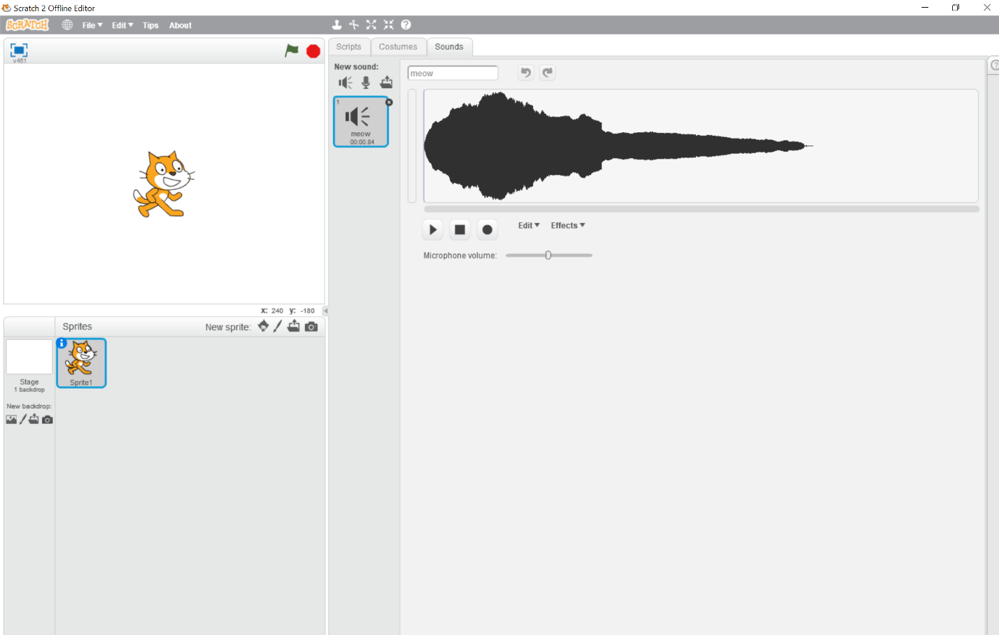 Scratch 2 Offline Editor
SCRATCH File Edit Tips About
v461
Scripts Costumes Sounds
New sound:
meow
1
meow
00:00.84
Edit Effects
Microphone volume:
x: 240 y: -180
Sprites New sprite:
Stage
1 backdrop
New backdrop:
Sprite1